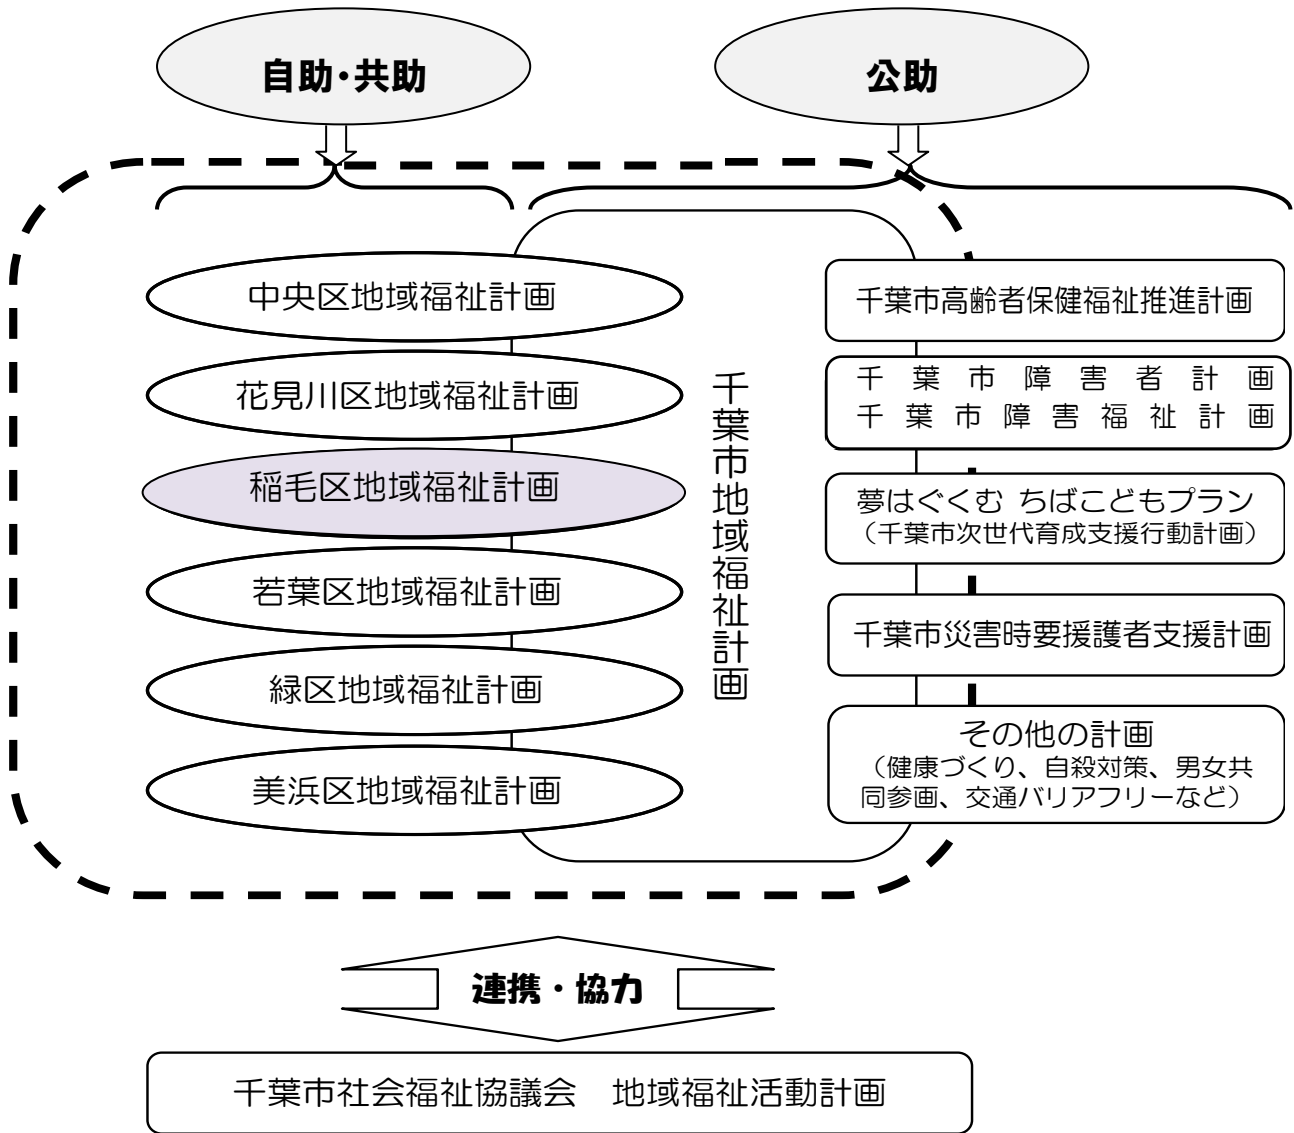 自助・共助
公助
中央区地域福祉計画
花見川区地域福祉計画
稲毛区地域福祉計画
若葉区地域福祉計画
緑区地域福祉計画
美浜区地域福祉計画
千葉市地域福祉計画
千葉市高齢者保健福祉推進計画
千葉市障害者計画
千葉市障害福祉計画
夢はぐくむ ちばこどもプラン
（千葉市次世代育成支援行動計画）
千葉市災害時要援護者支援計画
その他の計画
（健康づくり、自殺対策、男女共
同参画、交通バリアフリーなど）
連携・協力
千葉市社会福祉協議会　地域福祉活動計画